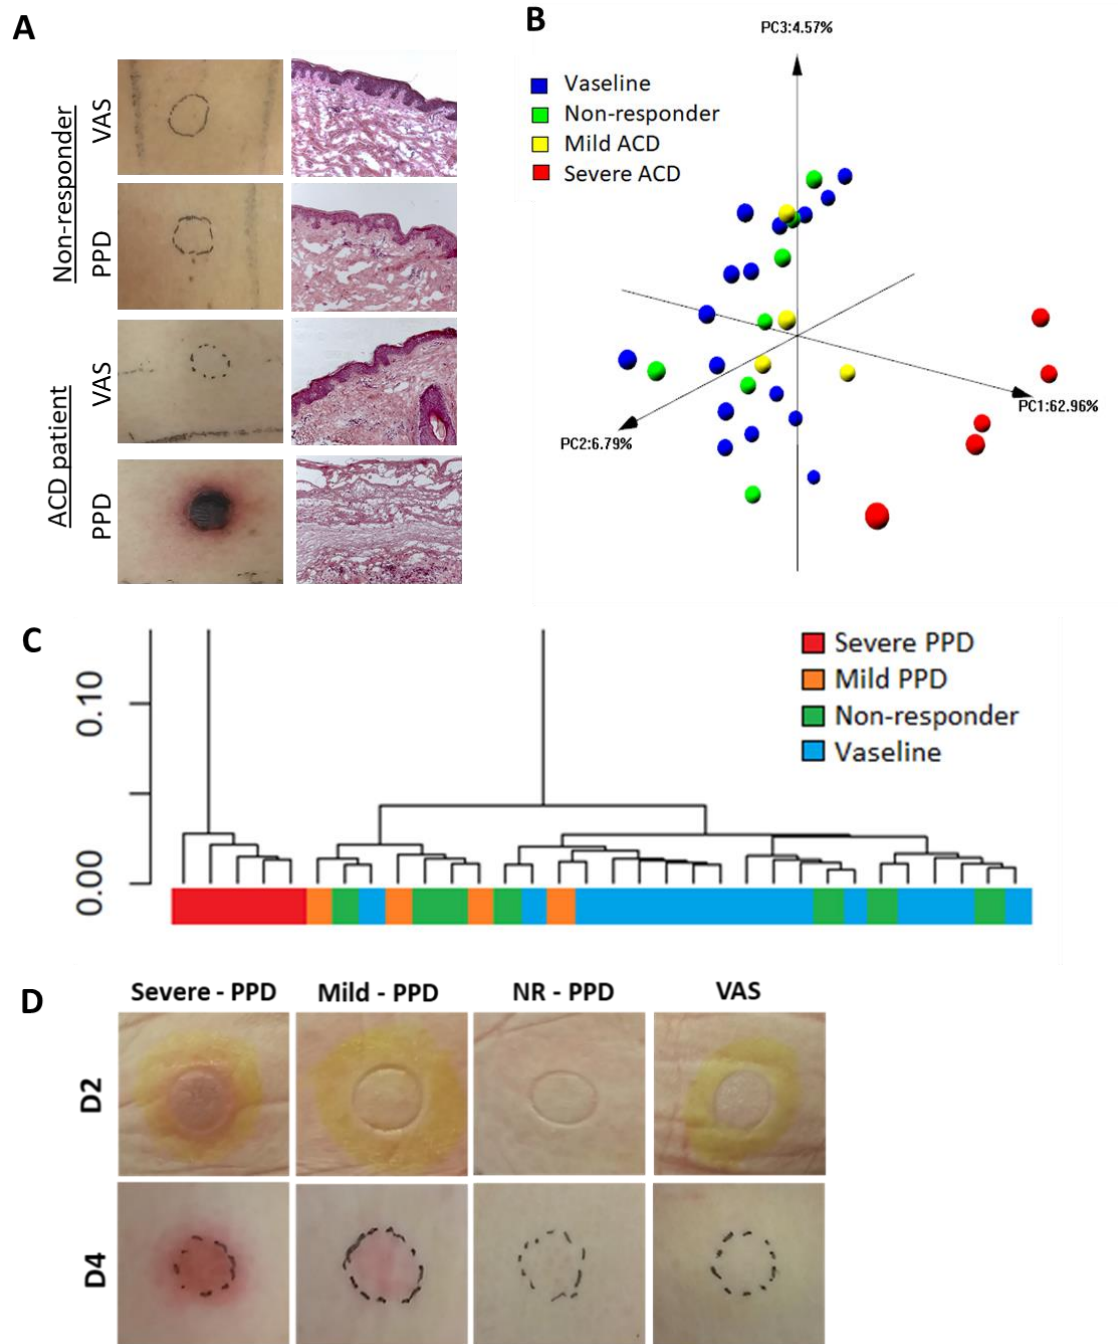 A
Non-responder
VAS
PPD
ACD patient
VAS
PPD
B
PC3:4.57%
Vaseline
Non-responder
Mild ACD
Severe ACD
PC1:62.96%
PC2:6.79%
C
0.10
0.00
Severe PPD
Mild PPD
Non-responder
Vaseline
D
Severe - PPD
Mild - PPD
NR - PPD
VAS
D2
D4